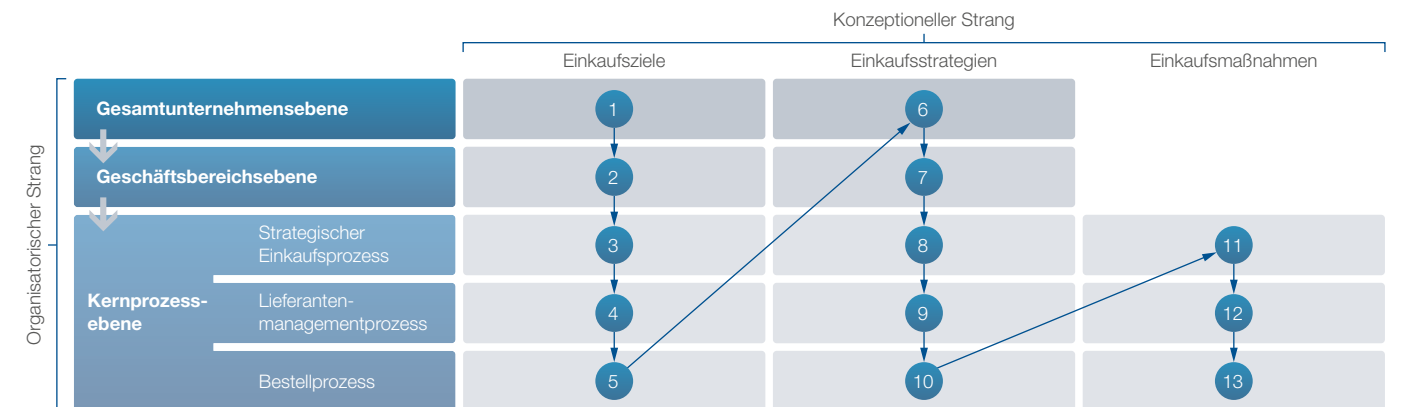 Konzeptioneller Strang
Einkaufsziele Einkaufsstrategien Einkaufsmaßnahmen
Organisatorischer Strang
Gesamtunternehmensebene 1 6
Geschäftsbereichsebene 2 7
Kernprozess-
ebene
Strategischer
Einkaufsprozess 3 8 11
Lieferanten-
managementprozess 4 9 12
Bestellprozess 5 10 13